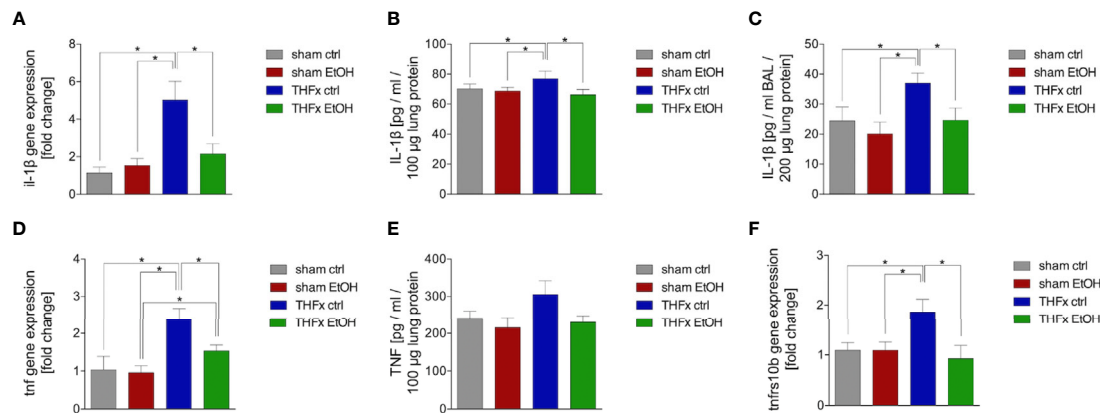 A
il-1β gene expression
[fold change]
8
6
4
2
0
*
*
*
sham ctrl
sham EtOH
THFx ctrl
THFx EtOH
B
IL-1β [pg / ml /
100 µg lung protein
100
80
60
40
20
0
*
*
*
sham ctrl
sham EtOH
THFx ctrl
THFx EtOH
C
IL-1β [pg / ml BAL /
200 µg lung protein
50
40
30
20
10
0
*
*
*
sham ctrl
sham EtOH
THFx ctrl
THFx EtOH
D
tnf gene expression
[fold change]
4
3
2
1
0
*
*
*
*
sham ctrl
sham EtOH
THFx ctrl
THFx EtOH
E
TNF [pg / ml /
100 µg lung protein
500
400
300
200
100
0
sham ctrl
sham EtOH
THFx ctrl
THFx EtOH
F
tnfrs10b gene expression
[fold change]
3
2
1
0
*
*
*
sham ctrl
sham EtOH
THFx ctrl
THFx EtOH